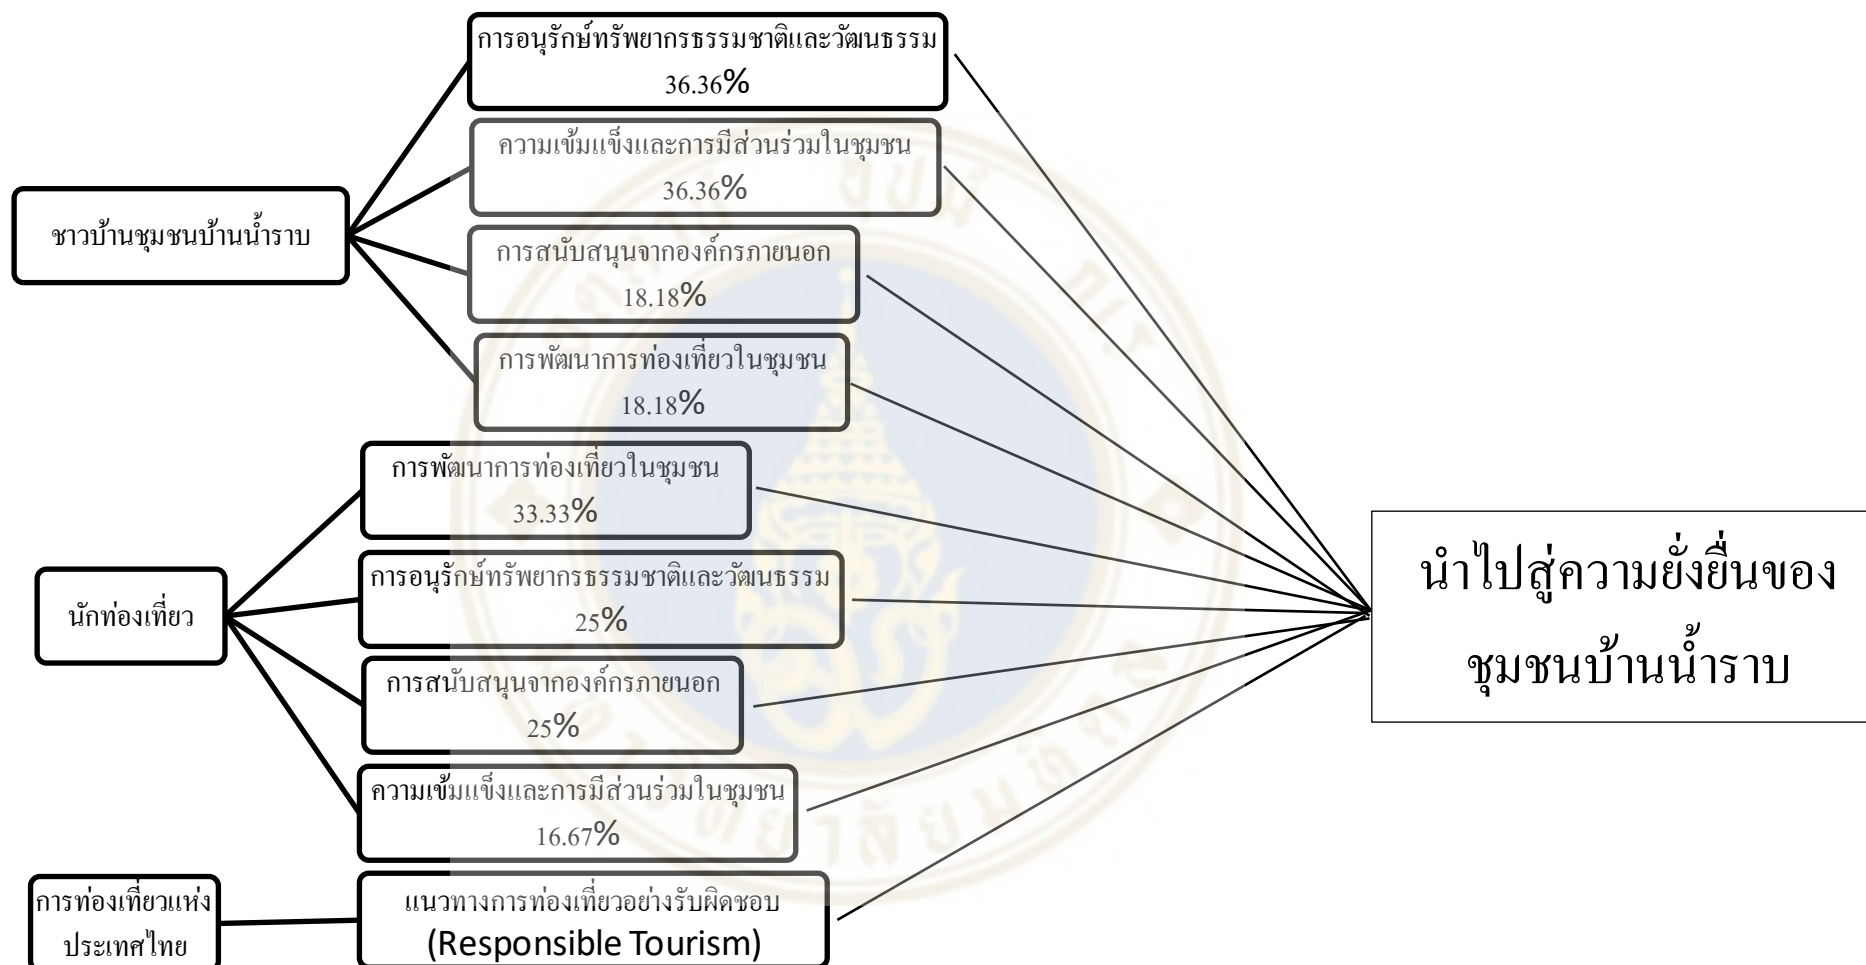 การอนุรักษ์ทรัพยากรธรรมชาติและวัฒนธรรม
36.36%
ความเข้มแข็งและการมีส่วนร่วมในชุมชน
36.36%
ชาวบ้านชุมชนบ้านน้ำราบ
การสนับสนุนจากองค์กรภายนอก
18.18%
การพัฒนาการท่องเที่ยวในชุมชน
18.18%
การพัฒนาการท่องเที่ยวในชุมชน
33.33%
นักท่องเที่ยว
การอนุรักษ์ทรัพยากรธรรมชาติและวัฒนธรรม
25%
การสนับสนุนจากองค์กรภายนอก
25%
ความเข้มแข็งและการมีส่วนร่วมในชุมชน
16.67%
การท่องเที่ยวแห่ง
ประเทศไทย
แนวทางการท่องเที่ยวอย่างรับผิดชอบ
(Responsible Tourism)
นำไปสู่ความยั่งยืนของ
ชุมชนบ้านน้ำราบ